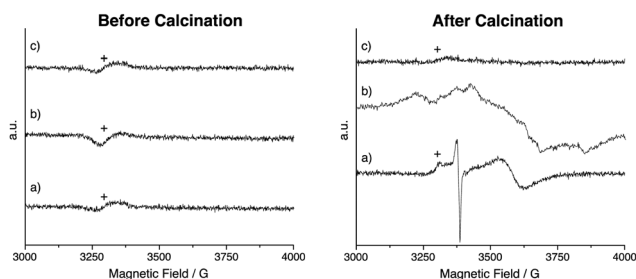 Before Calcination
c)
+
b)
+
a)
+
a.u.
3000 3250 3500 3750 4000
Magnetic Field / G
After Calcination
c)
+
b)
a)
+
a.u.
3000 3250 3500 3750 4000
Magnetic Field / G